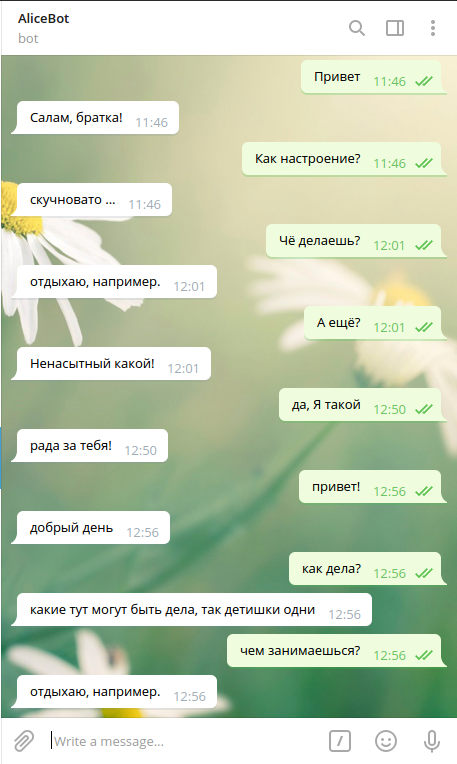 AliceBot
bot
Привет 11:46
Салам, братка! 11:46
Как настроение? 11:46
скучновато ... 11:46
Чё делаешь? 12:01
отдыхаю, например. 12:01
А ещё? 12:01
Ненасытный какой! 12:01
да, Я такой 12:50
рада за тебя! 12:50
привет! 12:56
добрый день 12:56
как дела? 12:56
какие тут могут быть дела, так детишки одни 12:56
чем занимаешься? 12:56
отдыхаю, например. 12:56
Write a message...